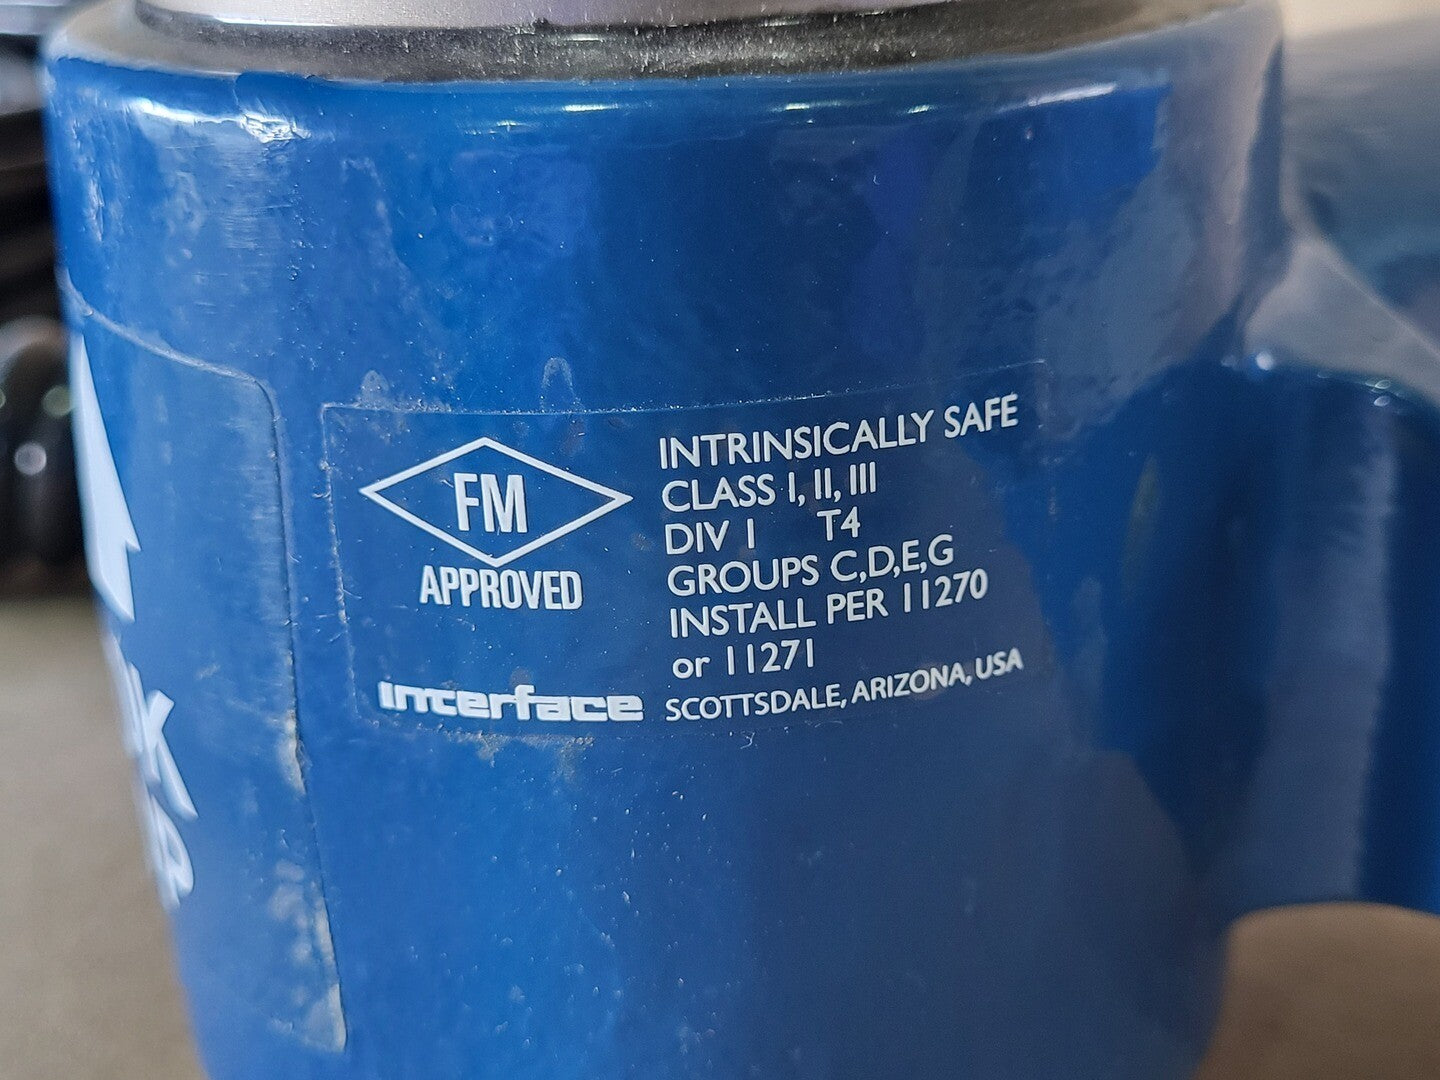 FM
APPROVED
INTRINSICALLY SAFE
CLASS I, II, III
DIV 1 T4
GROUPS C,D,E,G
INSTALL PER 11270
or 11271
interface SCOTTSDALE, ARIZONA, USA